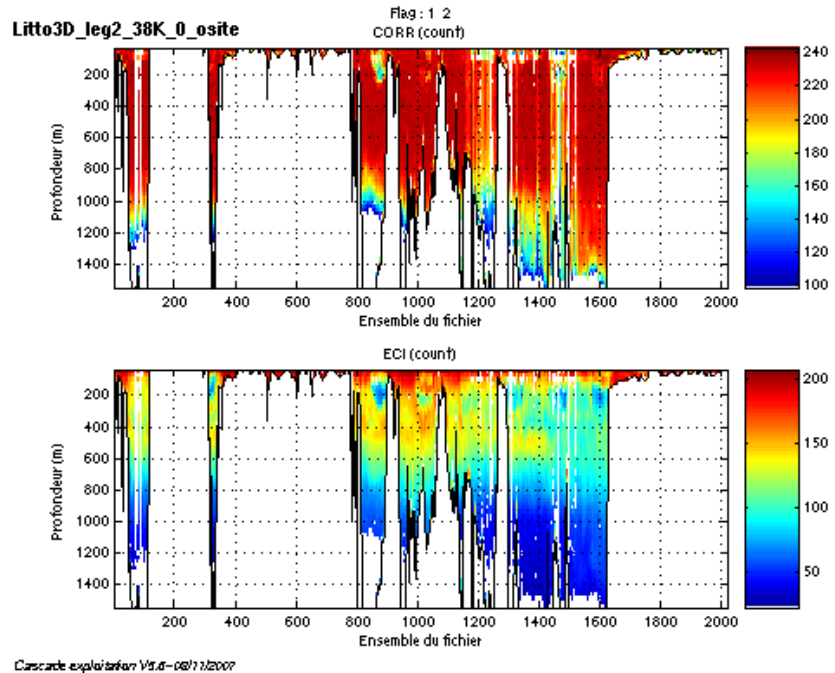 Flag : 1 2
Litto3D_leg2_38K_0_osite
CORR (count)
Profondeur (m)
200
400
600
800
1000
1200
1400
200 400 600 800 1000 1200 1400 1600 1800 2000
Ensemble du fichier
240
220
200
180
160
140
120
100
ECI (count)
Profondeur (m)
200
400
600
800
1000
1200
1400
200 400 600 800 1000 1200 1400 1600 1800 2000
Ensemble du fichier
200
150
100
50
Cascade exploitation V5.6-08/11/2007